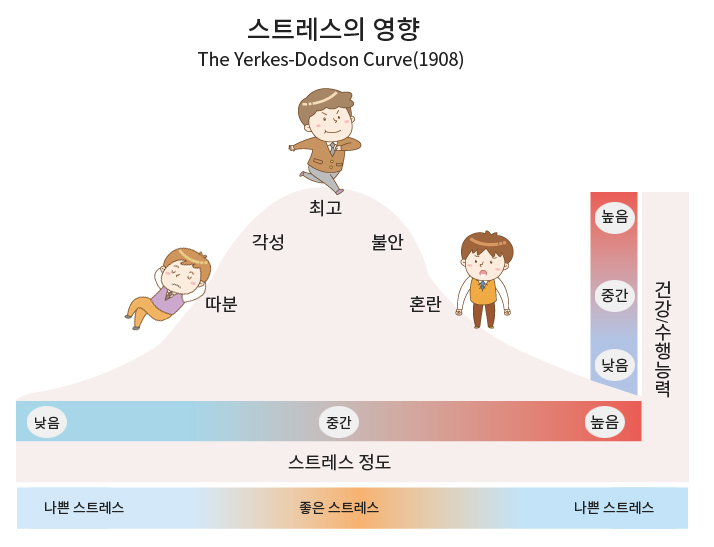 스트레스의 영향
The Yerkes-Dodson Curve(1908)
최고
각성
불안
따분
혼란
높음
중간
낮음
건강/수행능력
낮음
중간
높음
스트레스 정도
나쁜 스트레스
좋은 스트레스
나쁜 스트레스